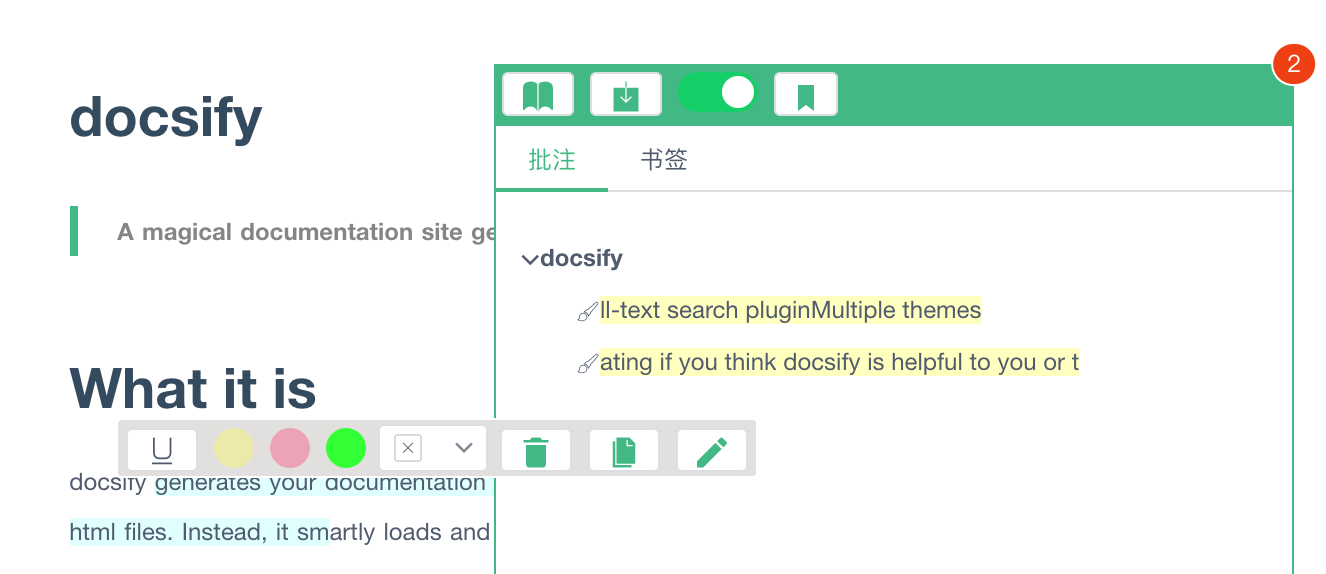 docsify
A magical documentation site ge
What it is
docsify generates your documentation
html files. Instead, it smartly loads and
2
批注 书签
docsify
ll-text search pluginMultiple themes
ating if you think docsify is helpful to you or t
U